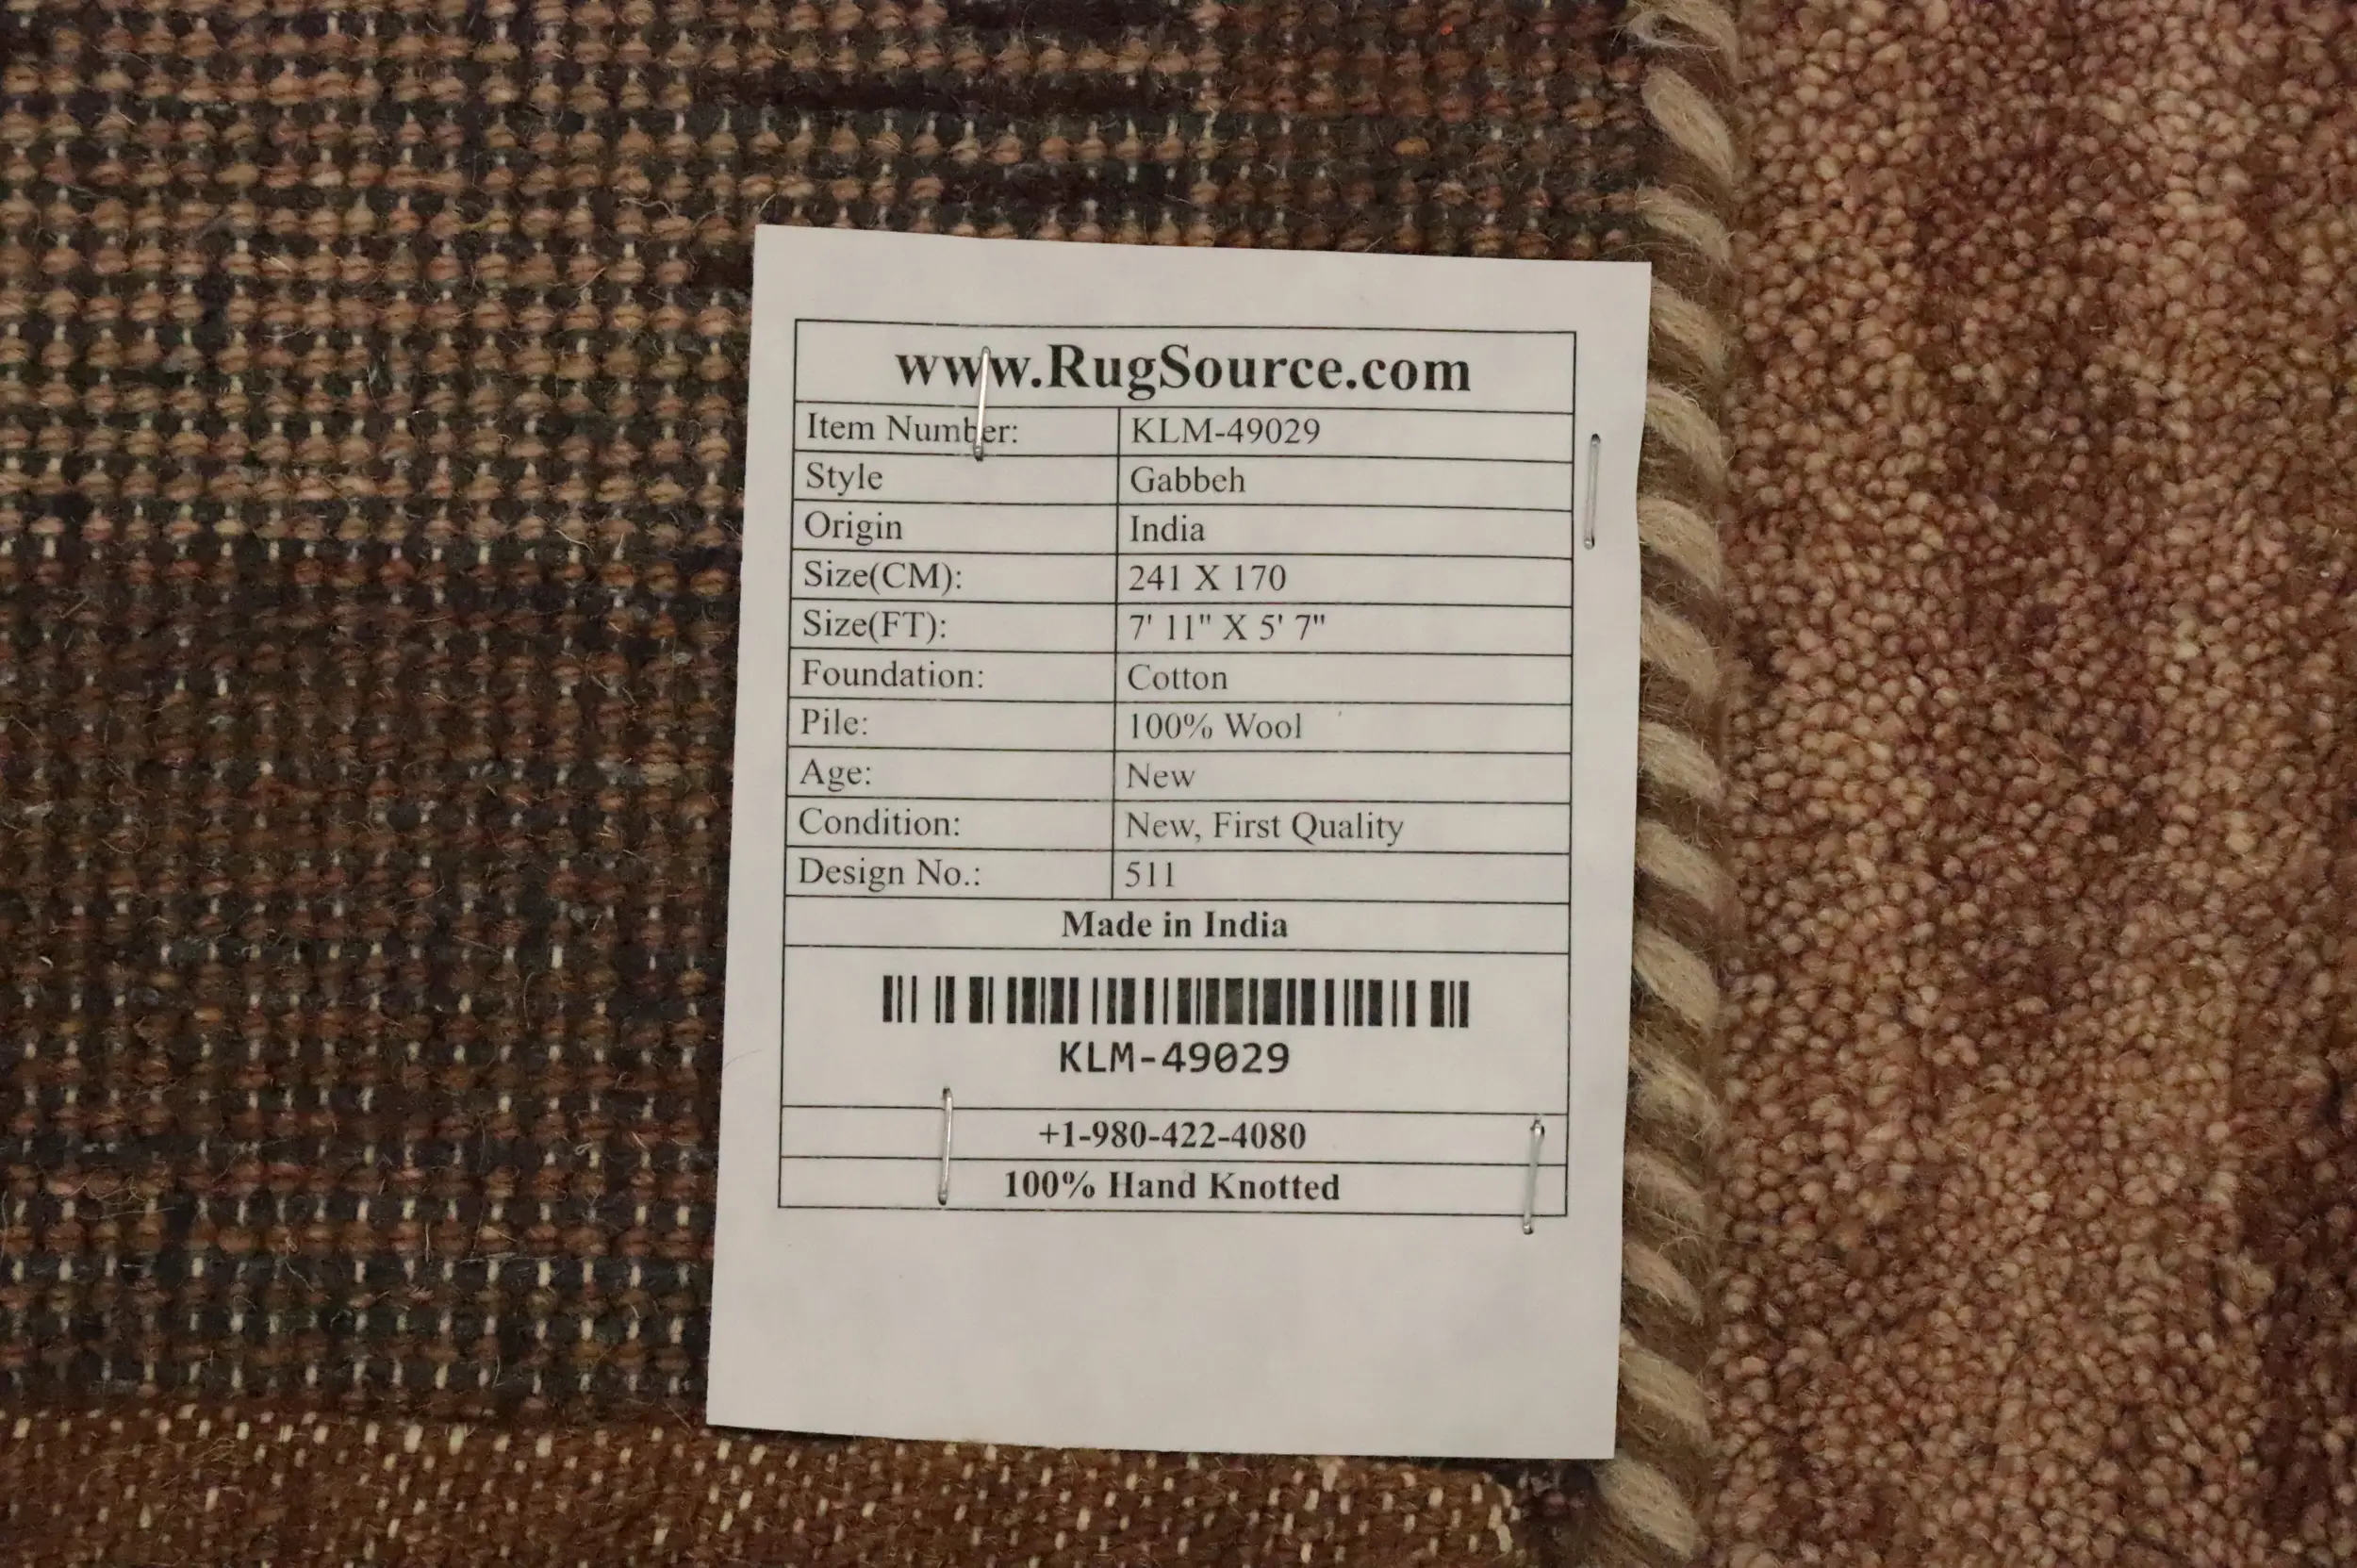 www.RugSource.com
Item Number: KLM-49029
Style Gabbeh
Origin India
Size(CM): 241 X 170
Size(FT): 7' 11" X 5' 7"
Foundation: Cotton
Pile: 100% Wool
Age: New
Condition: New, First Quality
Design No.: 511
Made in India
KLM-49029
+1-980-422-4080
100% Hand Knotted